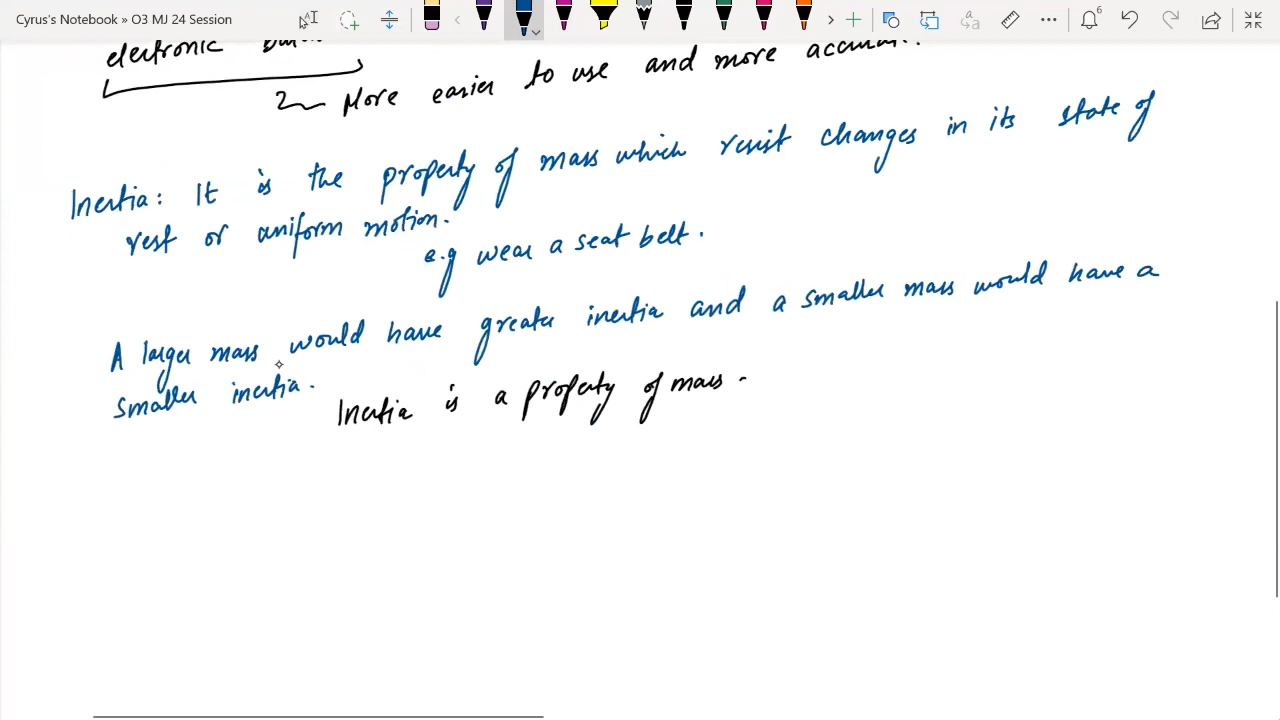 Cyrus's Notebook » O3 MJ 24 Session
6
electronic
More easier to use and more
Inertia: It is the property of mass which resist changes in its state of
rest or uniform motion.
e.g wear a seat belt.
A larger mass would have greater inertia and a smaller mass would have a
smaller inertia.
Inertia is a property of mass.